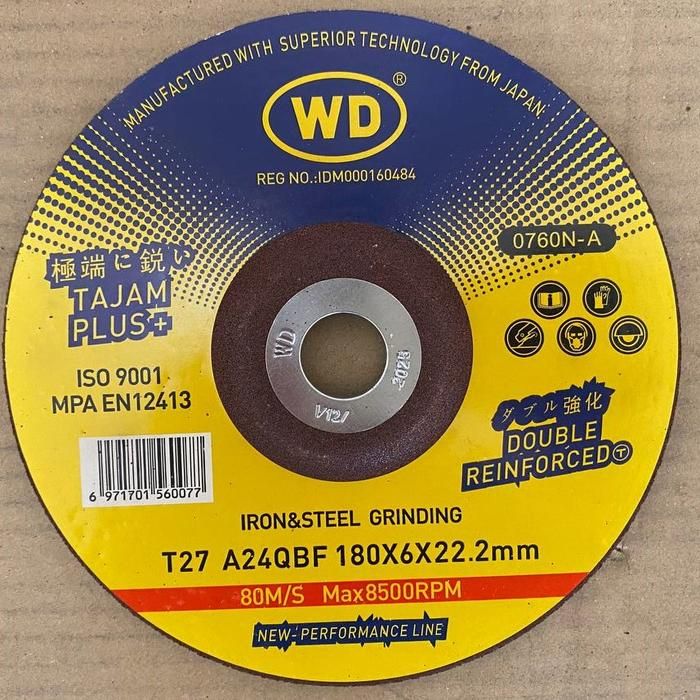 MANUFACTURED WITH SUPERIOR TECHNOLOGY FROM JAPAN
WD®
REG NO.:IDM000160484
0760N-A
極端に鋭い
TAJAM
PLUS+
ISO 9001
MPA EN12413
6 971701 560077
WD
V12/
2025
ダブル強化
DOUBLE
REINFORCED
IRON&STEEL GRINDING
T27 A24QBF 180X6X22.2mm
80M/S Max8500RPM
NEW-PERFORMANCE LINE